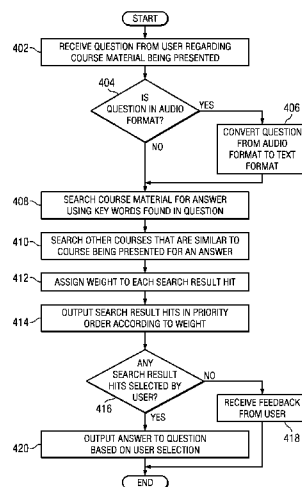 START
402
RECEIVE QUESTION FROM USER REGARDING
COURSE MATERIAL BEING PRESENTED
404
IS
QUESTION IN AUDIO
FORMAT?
YES
406
NO
CONVERT QUESTION
FROM AUDIO
FORMAT TO TEXT
FORMAT
408
SEARCH COURSE MATERIAL FOR ANSWER
USING KEY WORDS FOUND IN QUESTION
410
SEARCH OTHER COURSES THAT ARE SIMILAR TO
COURSE BEING PRESENTED FOR AN ANSWER
412
ASSIGN WEIGHT TO EACH SEARCH RESULT HIT
414
OUTPUT SEARCH RESULT HITS IN PRIORITY
ORDER ACCORDING TO WEIGHT
ANY
SEARCH RESULT
HITS SELECTED BY
USER?
416
NO
YES
RECEIVE FEEDBACK
FROM USER
418
420
OUTPUT ANSWER TO QUESTION
BASED ON USER SELECTION
END